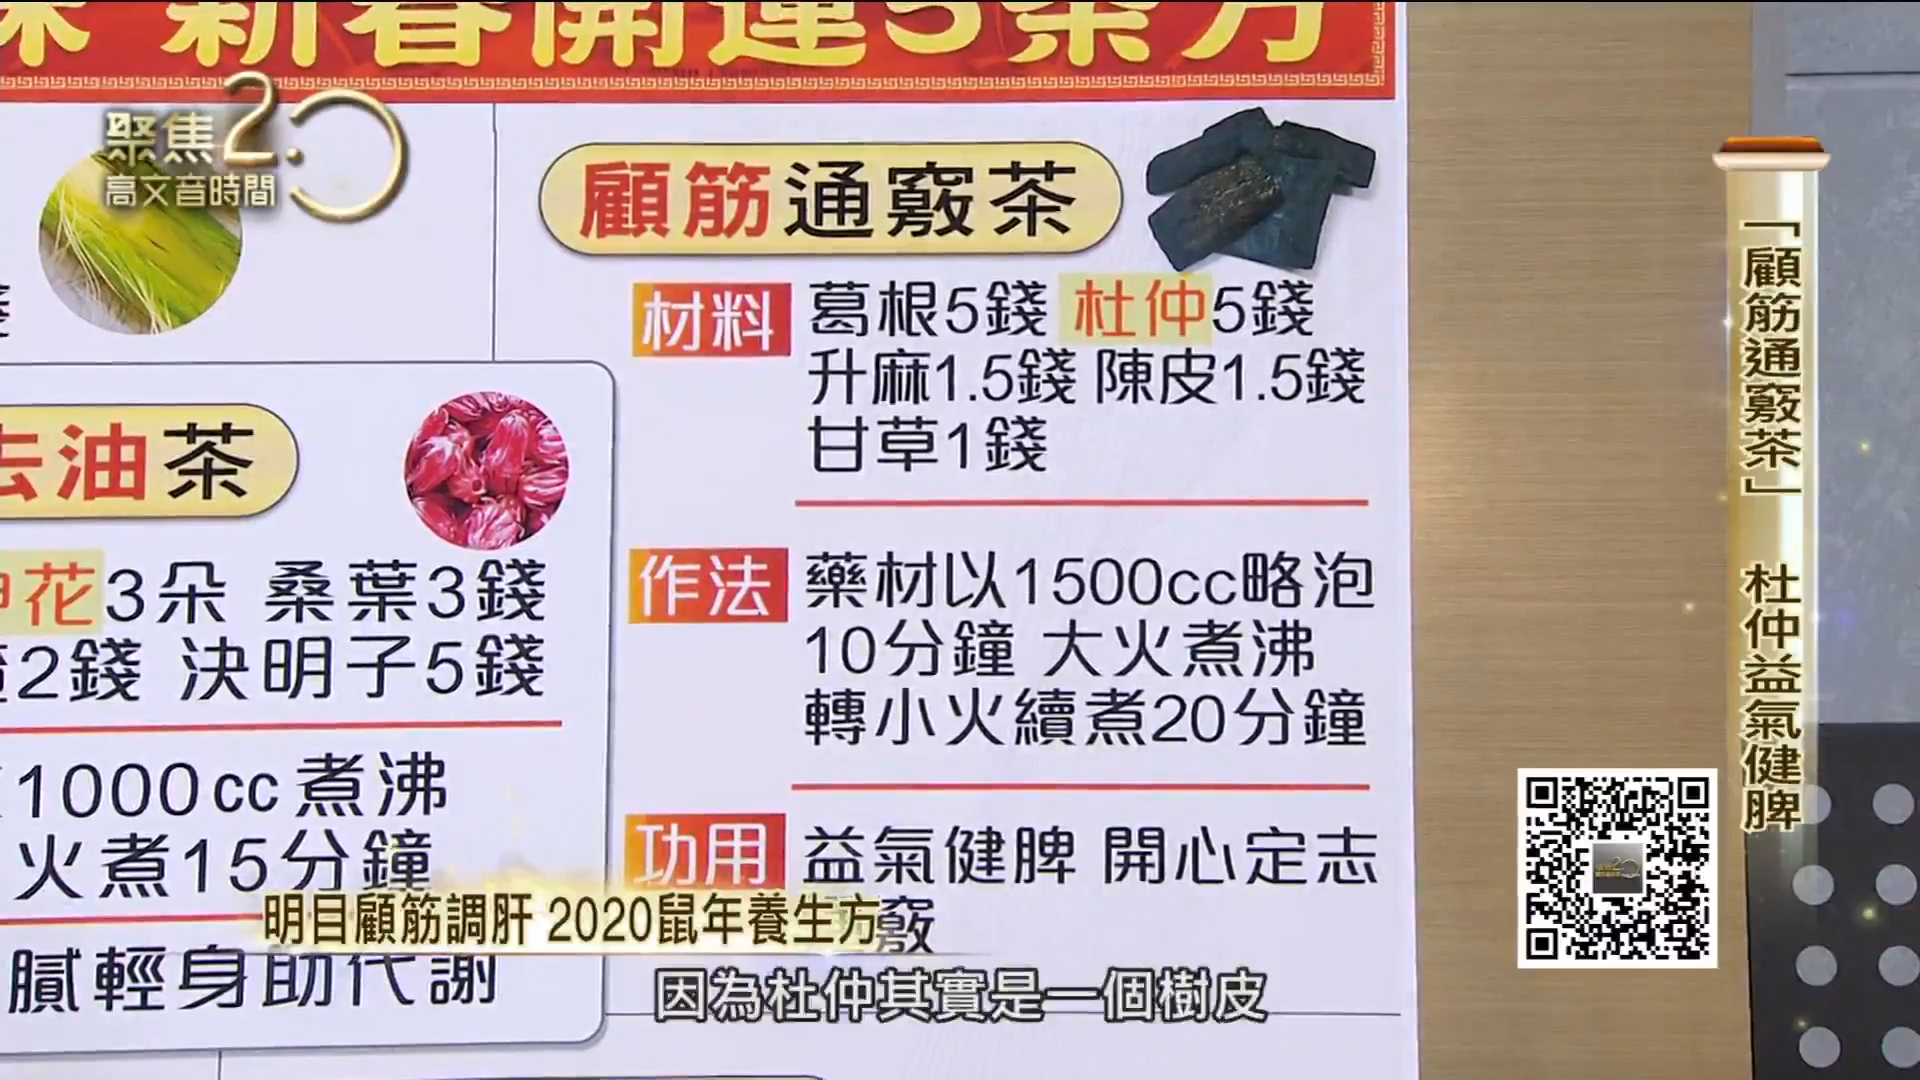 新春開運5茶方
聚焦2.0
高文音時間
顧筋通竅茶
材料 葛根5錢 杜仲5錢
升麻1.5錢 陳皮1.5錢
甘草1錢
作法 藥材以1500cc略泡
10分鐘 大火煮沸
轉小火續煮20分鐘
功用 益氣健脾 開心定志
竅
去油茶
花3朵 桑葉3錢
2錢 決明子5錢
1000cc煮沸
火煮15分鐘
膩輕身助代謝
「顧筋通竅茶」 杜仲益氣健脾
明目顧筋調肝 2020鼠年養生方
因為杜仲其實是一個樹皮